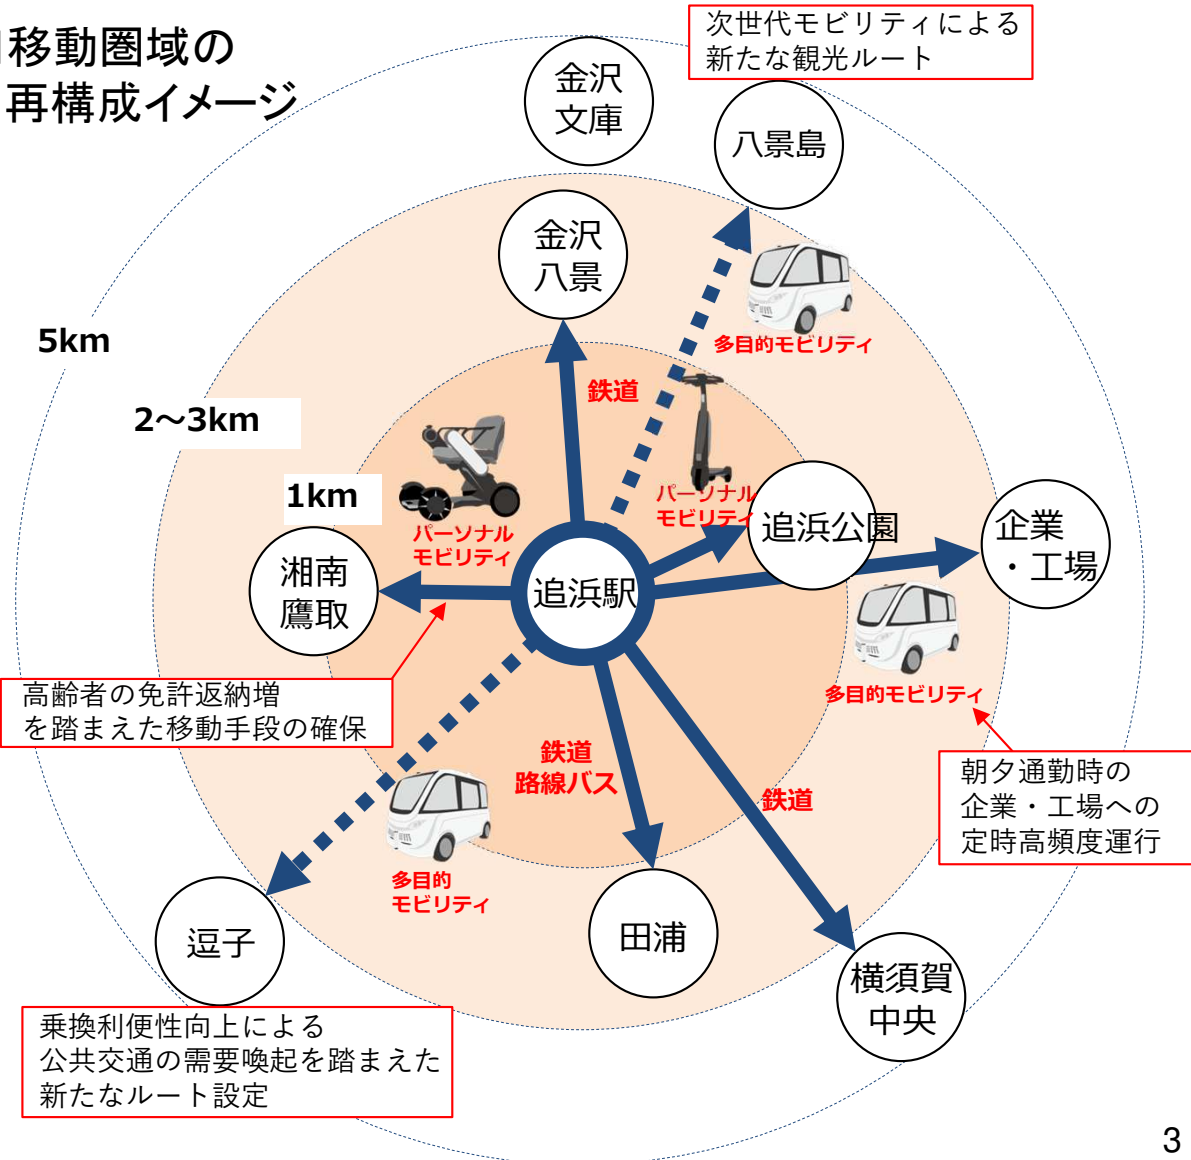 移動圏域の
再構成イメージ
次世代モビリティによる
新たな観光ルート
金沢
文庫
八景島
金沢
八景
5km
多目的モビリティ
鉄道
2～3km
1km
パーソナル
モビリティ
パーソナル
モビリティ
追浜公園
企業
・工場
湘南
鷹取
追浜駅
高齢者の免許返納増
を踏まえた移動手段の確保
多目的モビリティ
鉄道
路線バス
鉄道
朝夕通勤時の
企業・工場への
定時高頻度運行
多目的
モビリティ
逗子
田浦
横須賀
中央
乗換利便性向上による
公共交通の需要喚起を踏まえた
新たなルート設定
3